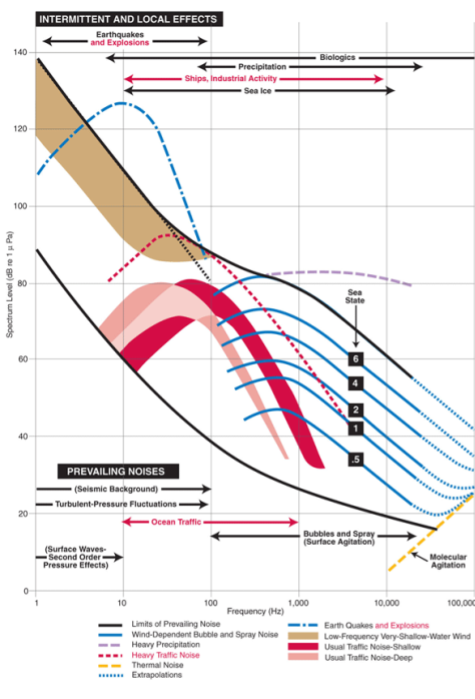 INTERMITTENT AND LOCAL EFFECTS
Earthquakes
and Explosions
Biologics
Precipitation
Ships, Industrial Activity
Sea Ice
140
120
100
80
60
40
20
0
Spectrum Level (dB re 1 μ Pa)
Sea
State
6
4
2
1
.5
PREVAILING NOISES
(Seismic Background)
Turbulent-Pressure Fluctuations
Ocean Traffic
Bubbles and Spray
(Surface Agitation)
(Surface Waves-
Second Order
Pressure Effects)
Molecular
Agitation
1
10
100
1,000
10,000
100,000
Frequency (Hz)
Limits of Prevailing Noise
Wind-Dependent Bubble and Spray Noise
Heavy Precipitation
Heavy Traffic Noise
Thermal Noise
Extrapolations
Earth Quakes and Explosions
Low-Frequency Very-Shallow-Water Wind
Usual Traffic Noise-Shallow
Usual Traffic Noise-Deep